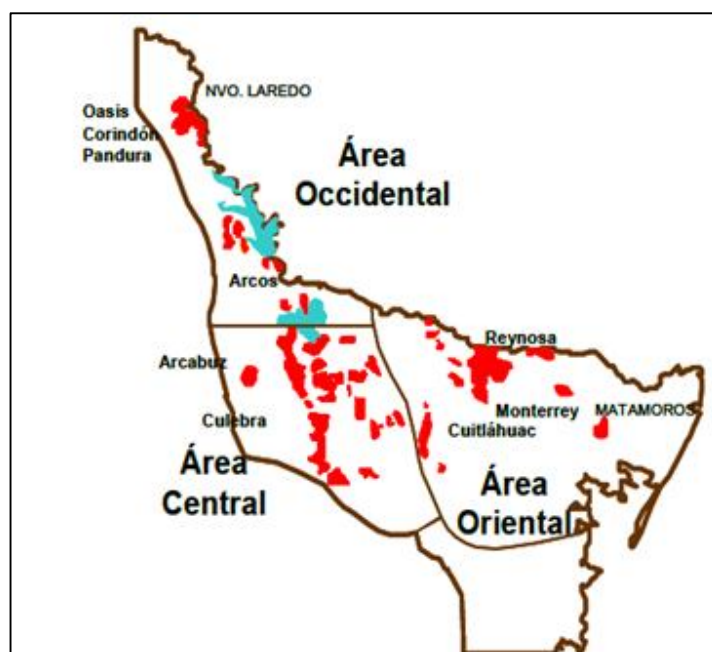 NVO. LAREDO
Oasis
Corindón
Pandura
Área
Occidental
Arcos
Reynosa
Arcabuz
Monterrey
MATAMOROS
Culebra
Cuitláhuac
Área
Central
Área
Oriental